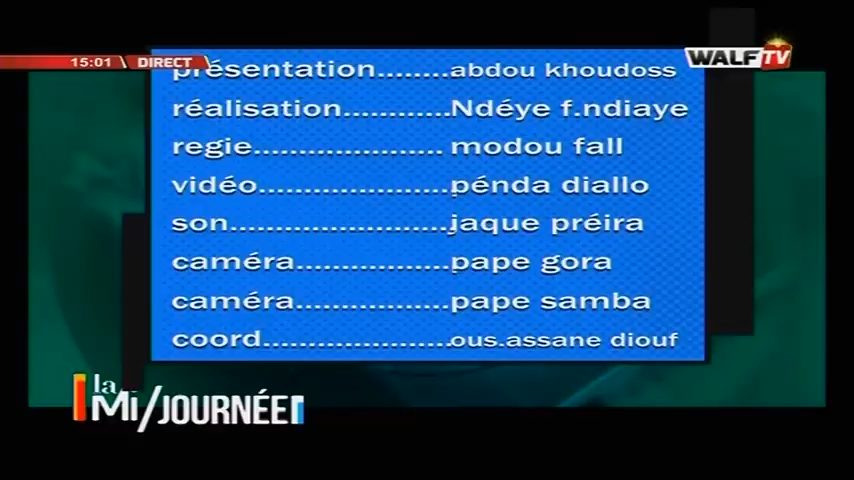 15:01 \ DIRECT
WALF TV
présentation........abdou khoudoss
réalisation............Ndéye f.ndiaye
regie..................... modou fall
vidéo.....................pénda diallo
son........................jaque préira
caméra.................pape gora
caméra.................pape samba
coord.....................ous.assane diouf
la
Mi/JOURNÉE